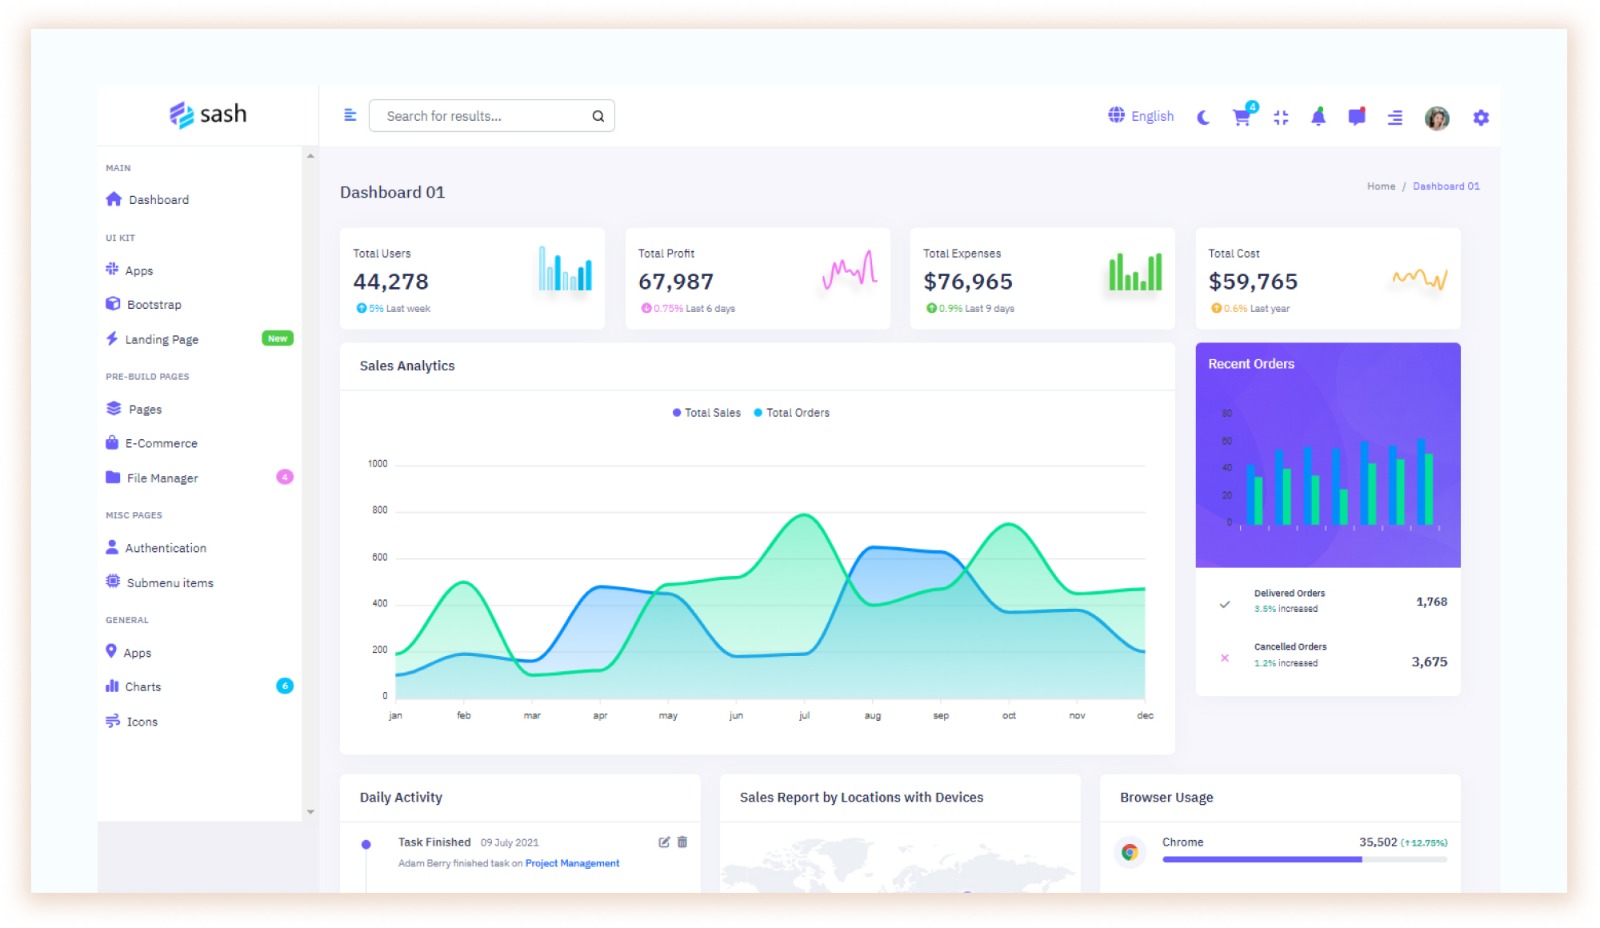 sash
Search for results...
English
4
MAIN
Dashboard
UI KIT
Apps
Bootstrap
Landing Page New
PRE-BUILD PAGES
Pages
E-Commerce
File Manager 4
MISC PAGES
Authentication
Submenu items
GENERAL
Apps
Charts 6
Icons
Dashboard 01
Home / Dashboard 01
Total Users
44,278
5% Last week
Total Profit
67,987
0.75% Last 6 days
Total Expenses
$76,965
0.9% Last 9 days
Total Cost
$59,765
0.6% Last year
Sales Analytics
Total Sales Total Orders
1000
800
600
400
200
0
jan feb mar apr may jun jul aug sep oct nov dec
Recent Orders
80
60
40
20
0
Delivered Orders
3.5% increased
1,768
Cancelled Orders
1.2% increased
3,675
Daily Activity
Task Finished 09 July 2021
Adam Berry finished task on Project Management
Sales Report by Locations with Devices
Browser Usage
Chrome 35,502 (↑12.75%)